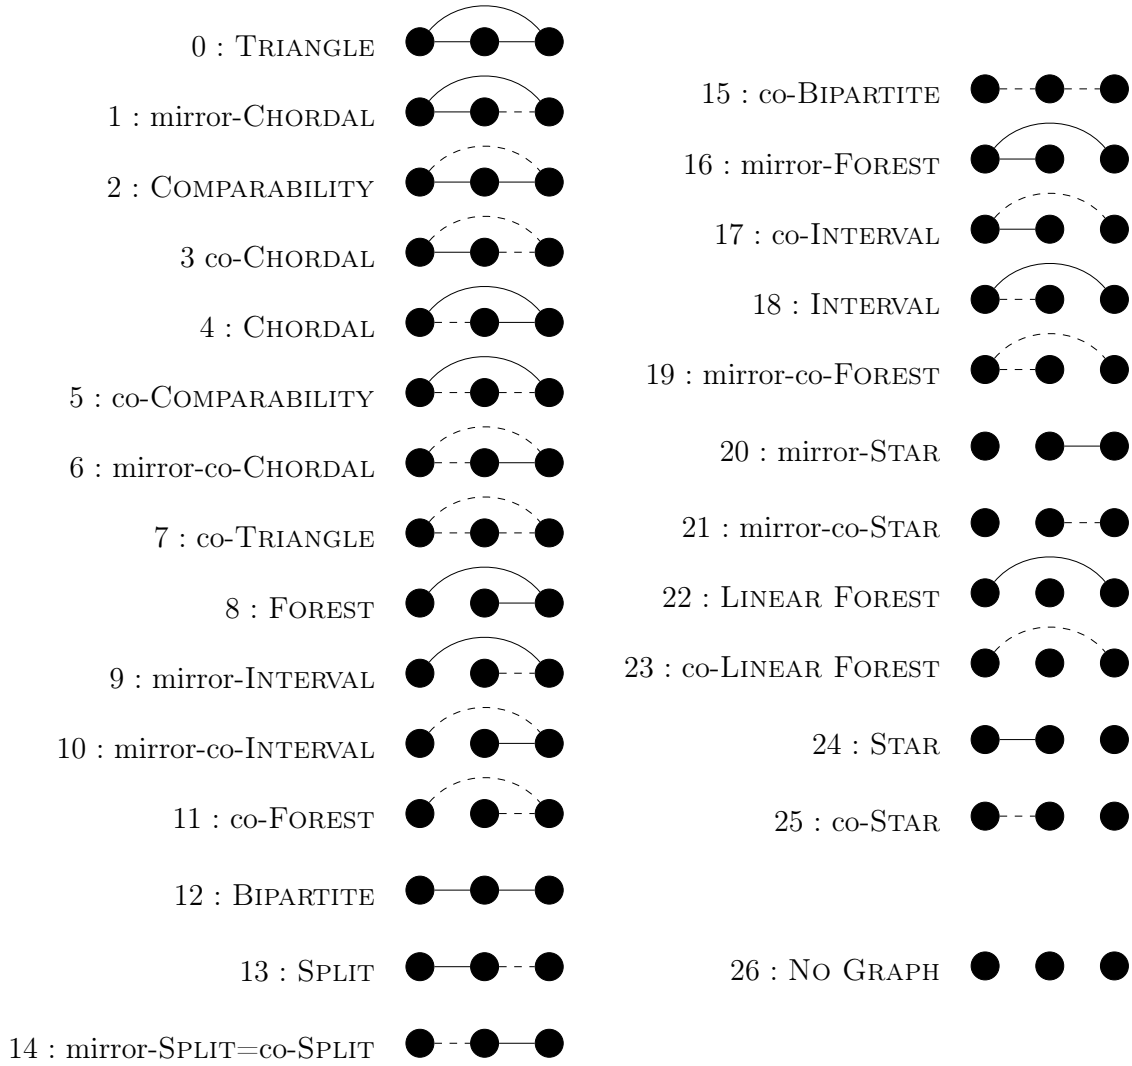 0 : Triangle
1 : mirror-Chordal
2 : Comparability
3 co-Chordal
4 : Chordal
5 : co-Comparability
6 : mirror-co-Chordal
7 : co-Triangle
8 : Forest
9 : mirror-Interval
10 : mirror-co-Interval
11 : co-Forest
12 : Bipartite
13 : Split
14 : mirror-Split=co-Split
15 : co-Bipartite
16 : mirror-Forest
17 : co-Interval
18 : Interval
19 : mirror-co-Forest
20 : mirror-Star
21 : mirror-co-Star
22 : Linear Forest
23 : co-Linear Forest
24 : Star
25 : co-Star
26 : No Graph